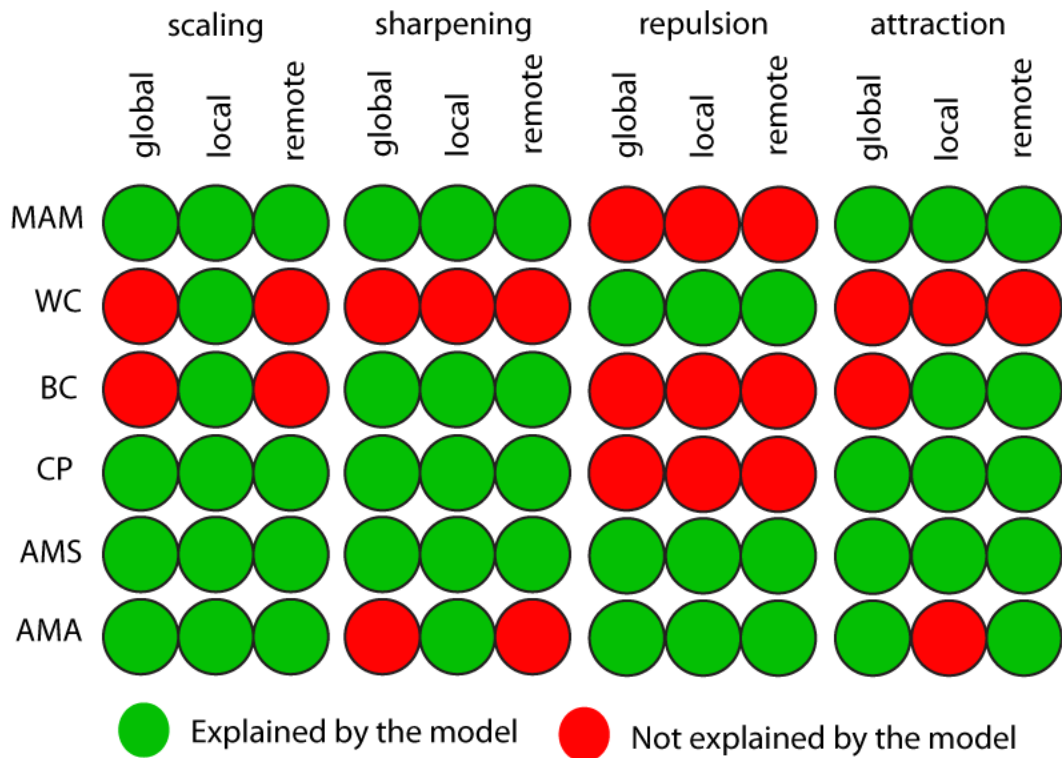 scaling sharpening repulsion attraction
global local remote global local remote global local remote global local remote
MAM
WC
BC
CP
AMS
AMA
Explained by the model Not explained by the model